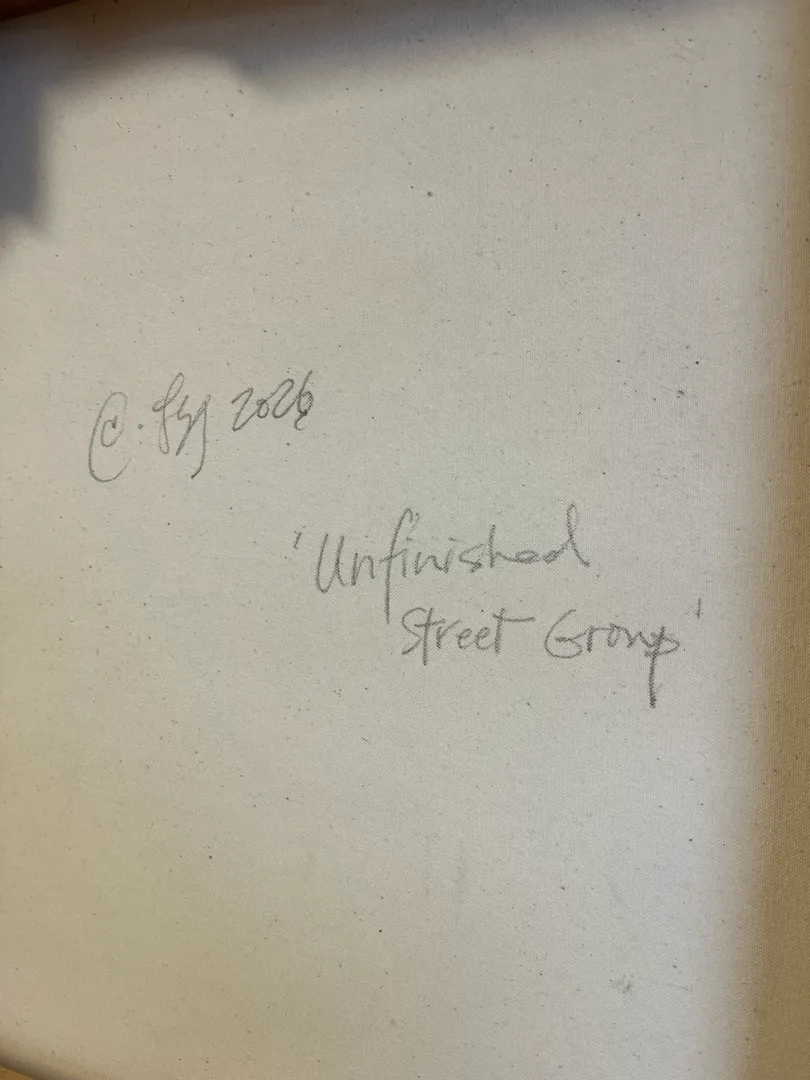 2026
'Unfinished
Street Group'